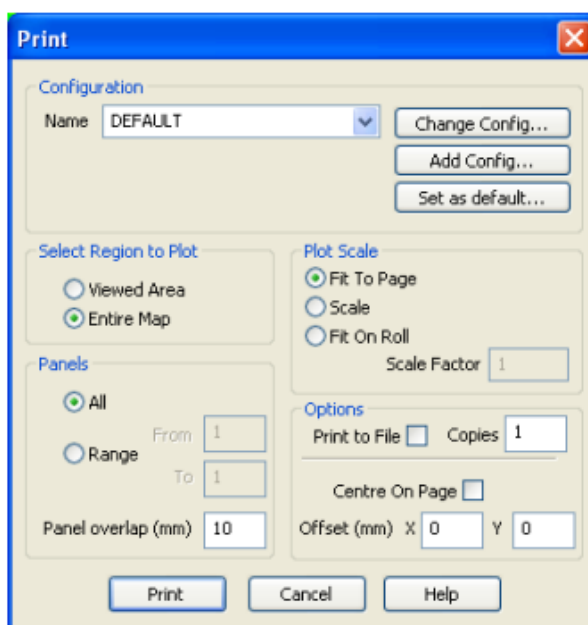 Print
Configuration
Name DEFAULT
Change Config...
Add Config...
Set as default...
Select Region to Plot
Viewed Area
Entire Map
Plot Scale
Fit To Page
Scale
Fit On Roll
Scale Factor 1
Panels
All
Range
From 1
To 1
Panel overlap (mm) 10
Options
Print to File Copies 1
Centre On Page
Offset (mm) X 0 Y 0
Print Cancel Help